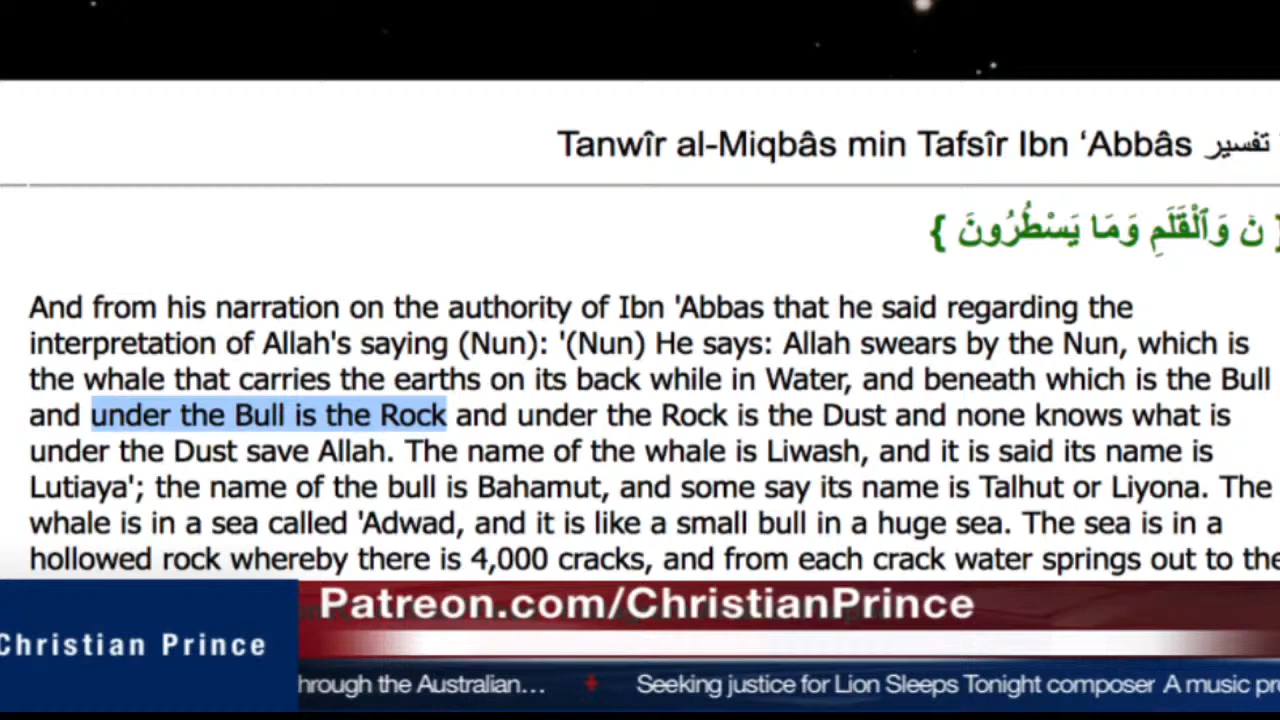 Tanwîr al-Miqbâs min Tafsîr Ibn ‘Abbâs تفسير
نۤ وَٱلْقَلَمِ وَمَا يَسْطُرُونَ }
And from his narration on the authority of Ibn 'Abbas that he said regarding the
interpretation of Allah's saying (Nun): '(Nun) He says: Allah swears by the Nun, which is
the whale that carries the earths on its back while in Water, and beneath which is the Bull
and under the Bull is the Rock and under the Rock is the Dust and none knows what is
under the Dust save Allah. The name of the whale is Liwash, and it is said its name is
Lutiaya'; the name of the bull is Bahamut, and some say its name is Talhut or Liyona. The
whale is in a sea called 'Adwad, and it is like a small bull in a huge sea. The sea is in a
hollowed rock whereby there is 4,000 cracks, and from each crack water springs out to the
Patreon.com/ChristianPrince
Christian Prince
hrough the Australian... Seeking justice for Lion Sleeps Tonight composer A music pr